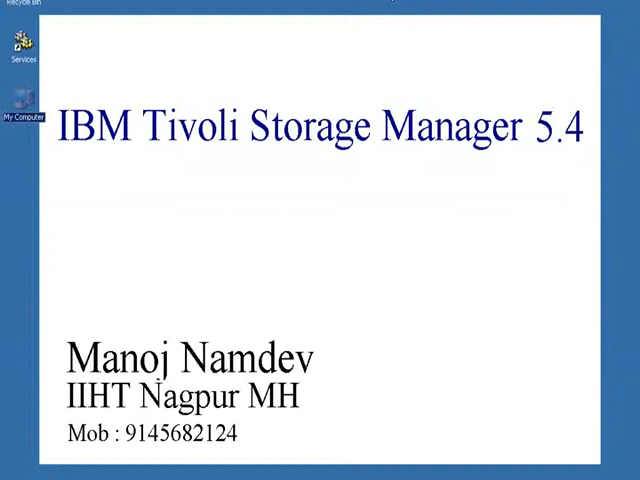 Recycle Bin
Services
My Computer
IBM Tivoli Storage Manager 5.4
Manoj Namdev
IIHT Nagpur MH
Mob : 9145682124